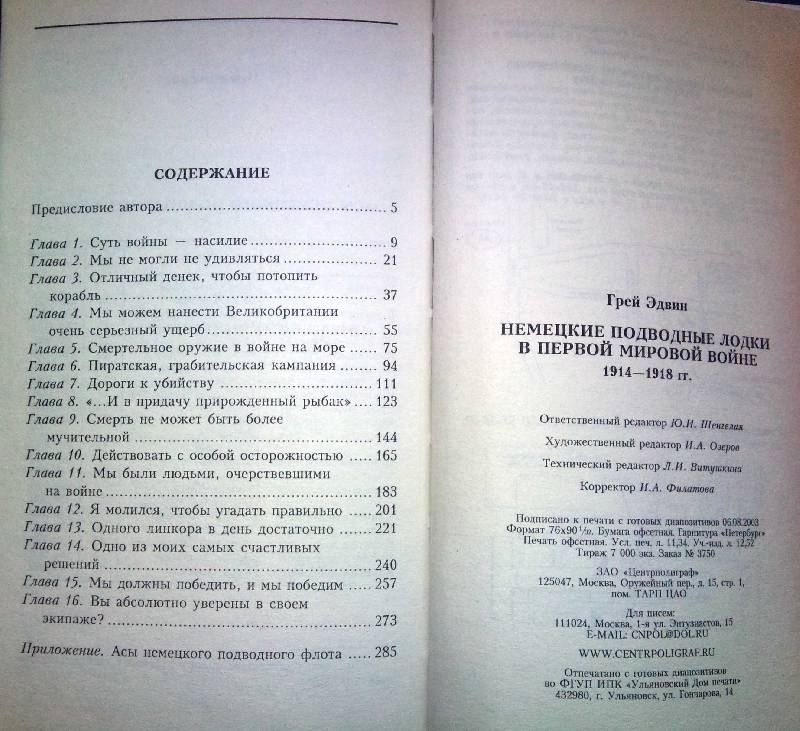 СОДЕРЖАНИЕ
Предисловие автора ........ 5
Глава 1. Суть войны — насилие ........ 9
Глава 2. Мы не могли не удивляться ........ 21
Глава 3. Отличный денек, чтобы потопить
корабль ........ 37
Глава 4. Мы можем нанести Великобритании
очень серьезный ущерб ........ 55
Глава 5. Смертельное оружие в войне на море ..... 75
Глава 6. Пиратская, грабительская кампания ..... 94
Глава 7. Дороги к убийству ........ 111
Глава 8. «...И в придачу прирожденный рыбак» .... 123
Глава 9. Смерть не может быть более
мучительной ........ 144
Глава 10. Действовать с особой осторожностью ..... 165
Глава 11. Мы были людьми, очерствевшими
на войне ........ 183
Глава 12. Я молился, чтобы угадать правильно ..... 201
Глава 13. Одного линкора в день достаточно ..... 221
Глава 14. Одно из моих самых счастливых
решений ........ 240
Глава 15. Мы должны победить, и мы победим ..... 257
Глава 16. Вы абсолютно уверены в своем
экипаже? ........ 273
Приложение. Асы немецкого подводного флота ..... 285
Грей Эдвин
НЕМЕЦКИЕ ПОДВОДНЫЕ ЛОДКИ
В ПЕРВОЙ МИРОВОЙ ВОЙНЕ
1914—1918 гг.
Ответственный редактор Ю.И. Шенгелая
Художественный редактор И.А. Озеров
Технический редактор Л.И. Витушкина
Корректор И.А. Филатова
Подписано к печати с готовых диапозитивов 06.08.2003
Формат 76х90 1/32. Бумага офсетная. Гарнитура «Петербург»
Печать офсетная. Усл. печ. л. 11,34. Уч.-изд. л. 12,52
Тираж 7 000 экз. Заказ № 3750
ЗАО «Центрполиграф»
125047, Москва, Оружейный пер., д. 15, стр. 1,
пом. ТАРП ЦАО
Для писем:
111024, Москва, 1-я ул. Энтузиастов, 15
E-MAIL: CNPOL@DOL.RU
WWW.CENTRPOLIGRAF.RU
Отпечатано с готовых диапозитивов
во ФГУП ИПК «Ульяновский Дом печати»
432980, г. Ульяновск, ул. Гончарова, 14